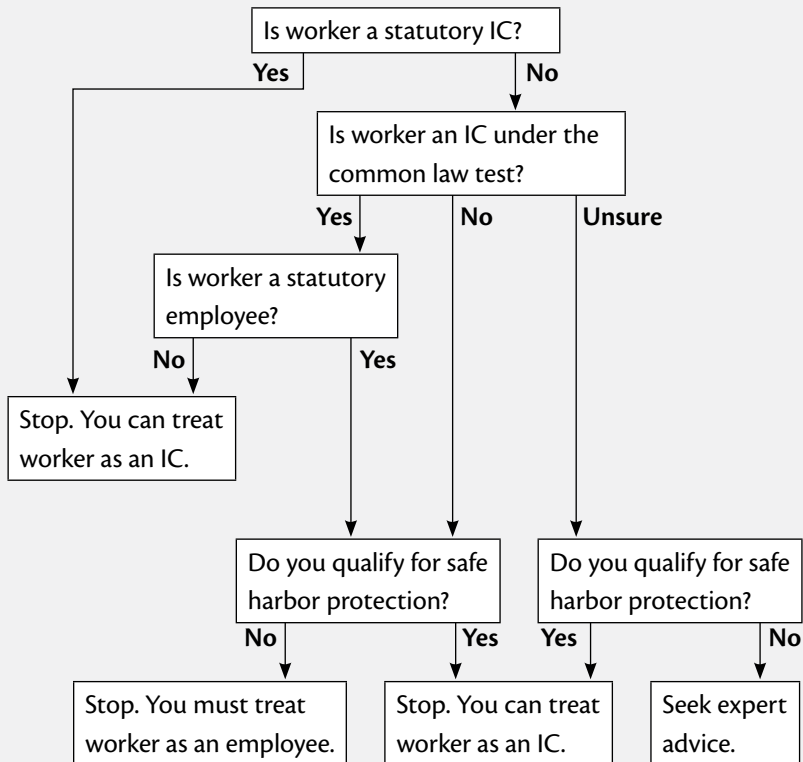 Is worker a statutory IC?
Yes
No
Is worker an IC under the
common law test?
Yes
No
Unsure
Is worker a statutory
employee?
No
Yes
Stop. You can treat
worker as an IC.
Do you qualify for safe
harbor protection?
Do you qualify for safe
harbor protection?
No
Yes
Yes
No
Stop. You must treat
worker as an employee.
Stop. You can treat
worker as an IC.
Seek expert
advice.